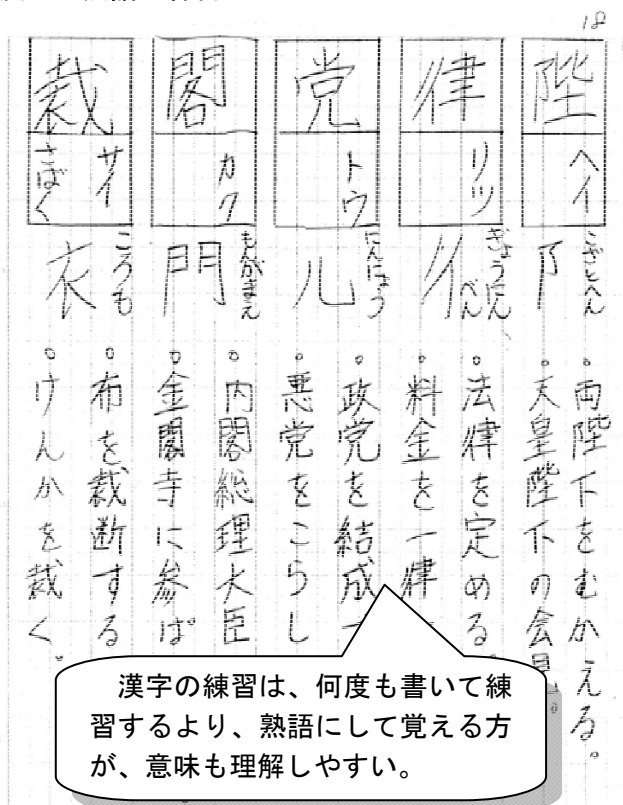 18
陛
ヘイ
こざとへん
阝
両陛下をむかえる。
天皇陛下の会見。
律
リツ
ぎょうにんべん
彳
法律を定める
料金を一律
党
トウ
にんにょう
儿
政党を結成
悪党をこらし
閣
カク
もんがまえ
門
内閣総理大臣
金閣寺に参ぱ
裁
サイ
さばく
ころも
衣
布を裁断する
けんかを裁く。
漢字の練習は、何度も書いて練
習するより、熟語にして覚える方
が、意味も理解しやすい。